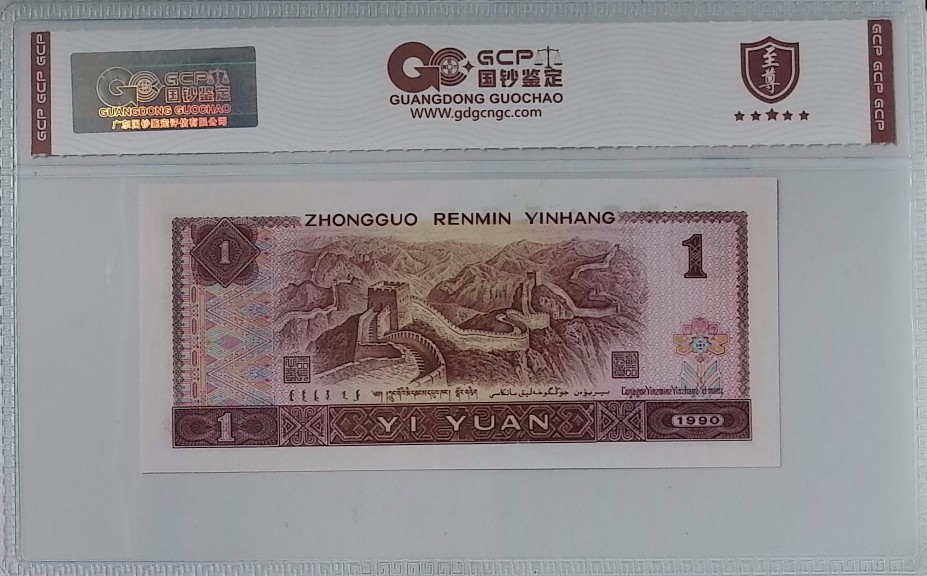 GCP GCP GCP
GCP
国钞鉴定
GUANGDONG GUOCHAO
广东国钞鉴定评估有限公司
GCP
国钞鉴定
GUANGDONG GUOCHAO
www.gdgcngc.com
至尊
GCP GCP GCP
ZHONGGUO RENMIN YINHANG
1
1
1
YI YUAN
1990